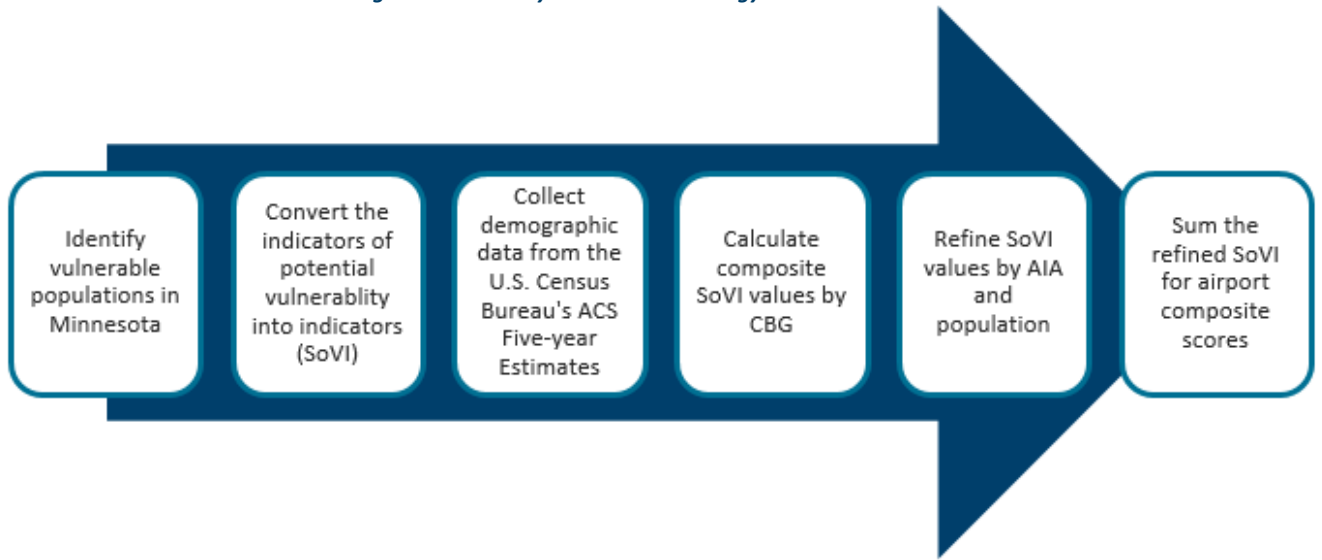 Identify
vulnerable
populations in
Minnesota
Convert the
indicators of
potential
vulnerablity
into indicators
(SoVI)
Collect
demographic
data from the
U.S. Census
Bureau's ACS
Five-year
Estimates
Calculate
composite
SoVI values by
CBG
Refine SoVI
values by AIA
and
population
Sum the
refined SoVI
for airport
composite
scores